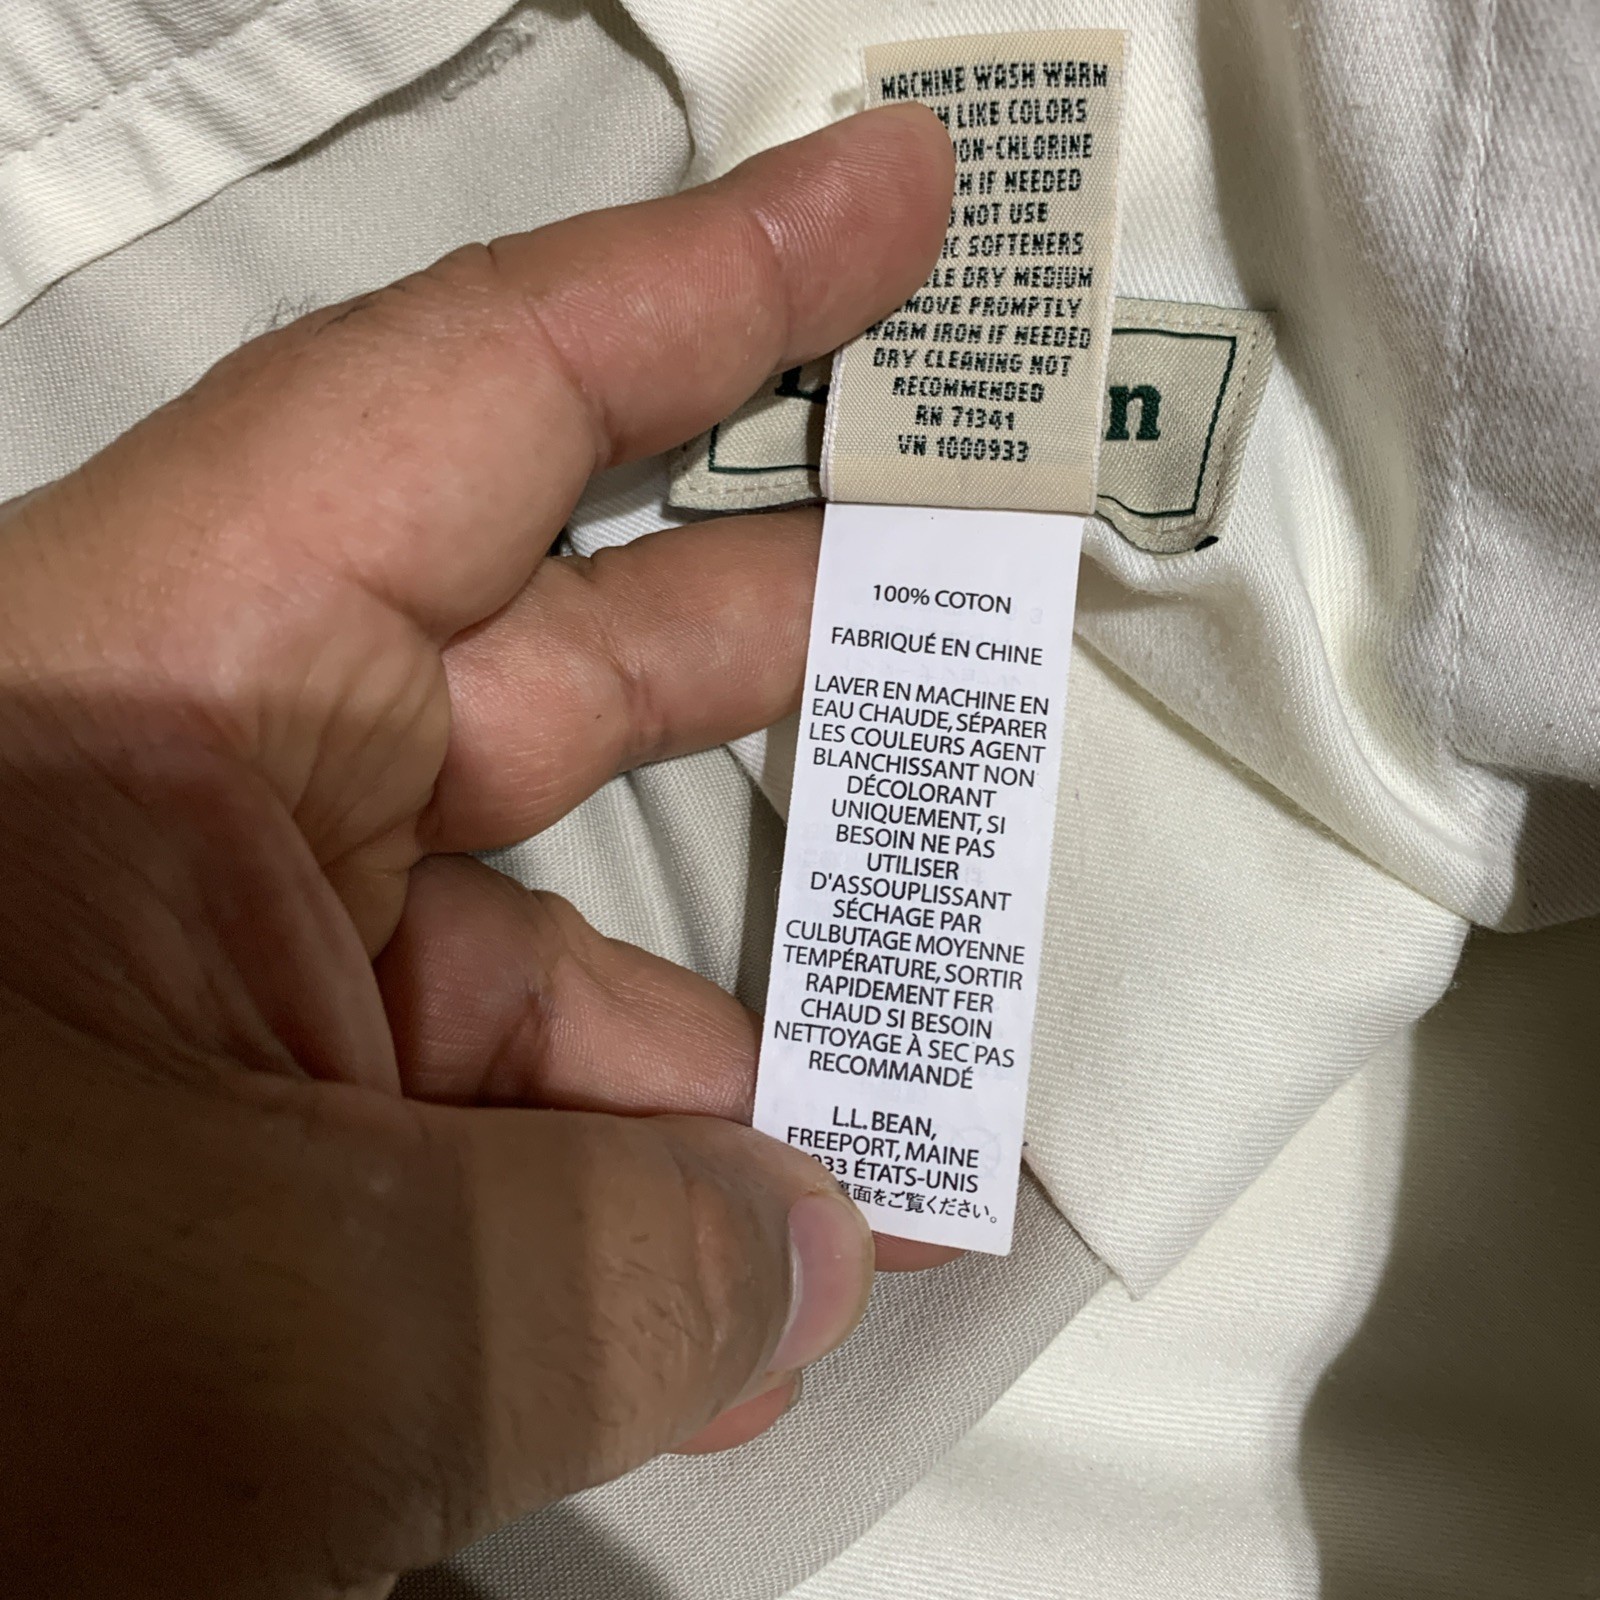 MACHINE WASH WARM
LIKE COLORS
NON-CHLORINE
IF NEEDED
NOT USE
SOFTENERS
DRY MEDIUM
PROMPTLY
WARM IRON IF NEEDED
DRY CLEANING NOT
RECOMMENDED
RN 71341
VN 1000933
100% COTON
FABRIQUÉ EN CHINE
LAVER EN MACHINE EN
EAU CHAUDE, SÉPARER
LES COULEURS AGENT
BLANCHISSANT NON
DÉCOLORANT
UNIQUEMENT, SI
BESOIN NE PAS
UTILISER
D'ASSOUPLISSANT
SÉCHAGE PAR
CULBUTAGE MOYENNE
TEMPÉRATURE, SORTIR
RAPIDEMENT FER
CHAUD SI BESOIN
NETTOYAGE À SEC PAS
RECOMMANDÉ
L.L. BEAN,
FREEPORT, MAINE
ÉTATS-UNIS
裏面をご覧ください。